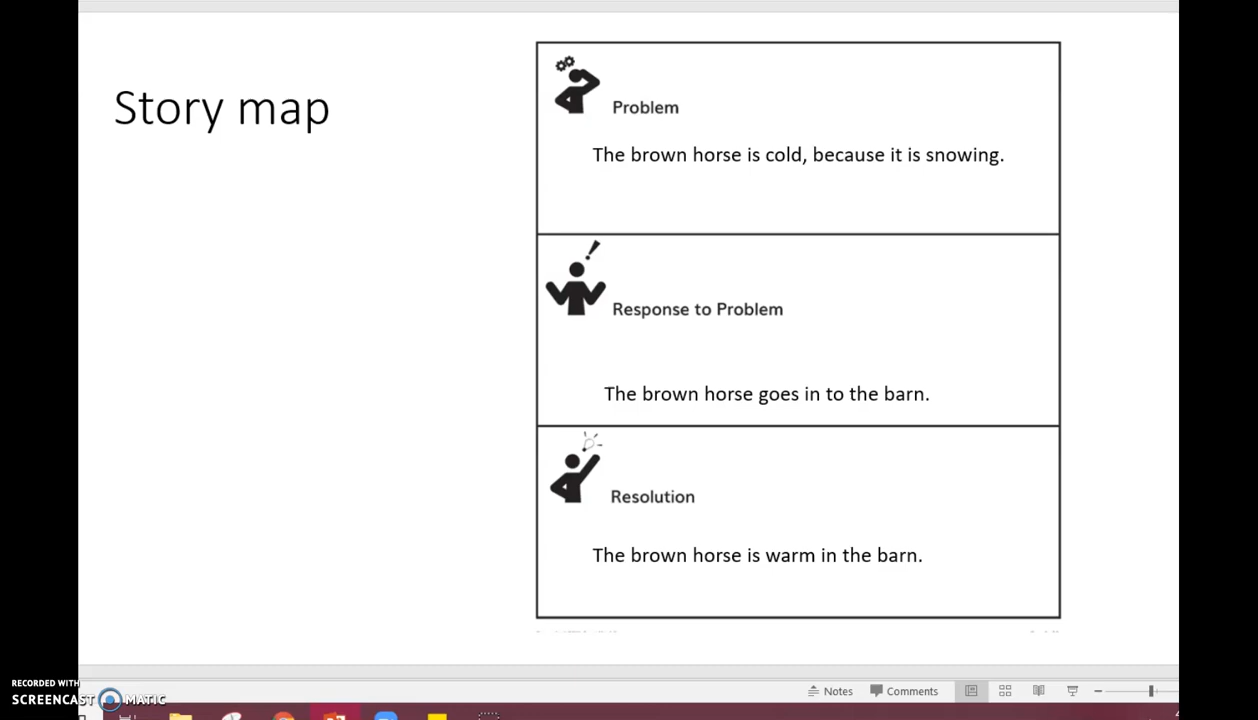 Story map
Problem
The brown horse is cold, because it is snowing.
Response to Problem
The brown horse goes in to the barn.
Resolution
The brown horse is warm in the barn.
RECORDED WITH
SCREENCAST MATIC
Notes
Comments